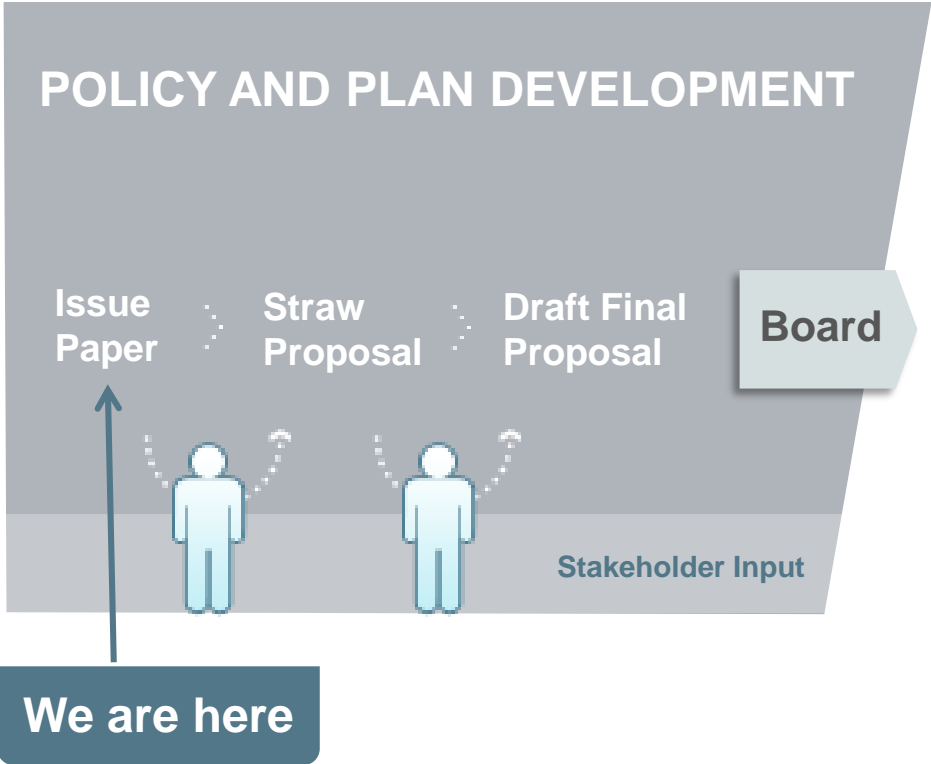 POLICY AND PLAN DEVELOPMENT
Issue
Paper
Straw
Proposal
Draft Final
Proposal
Board
Stakeholder Input
We are here